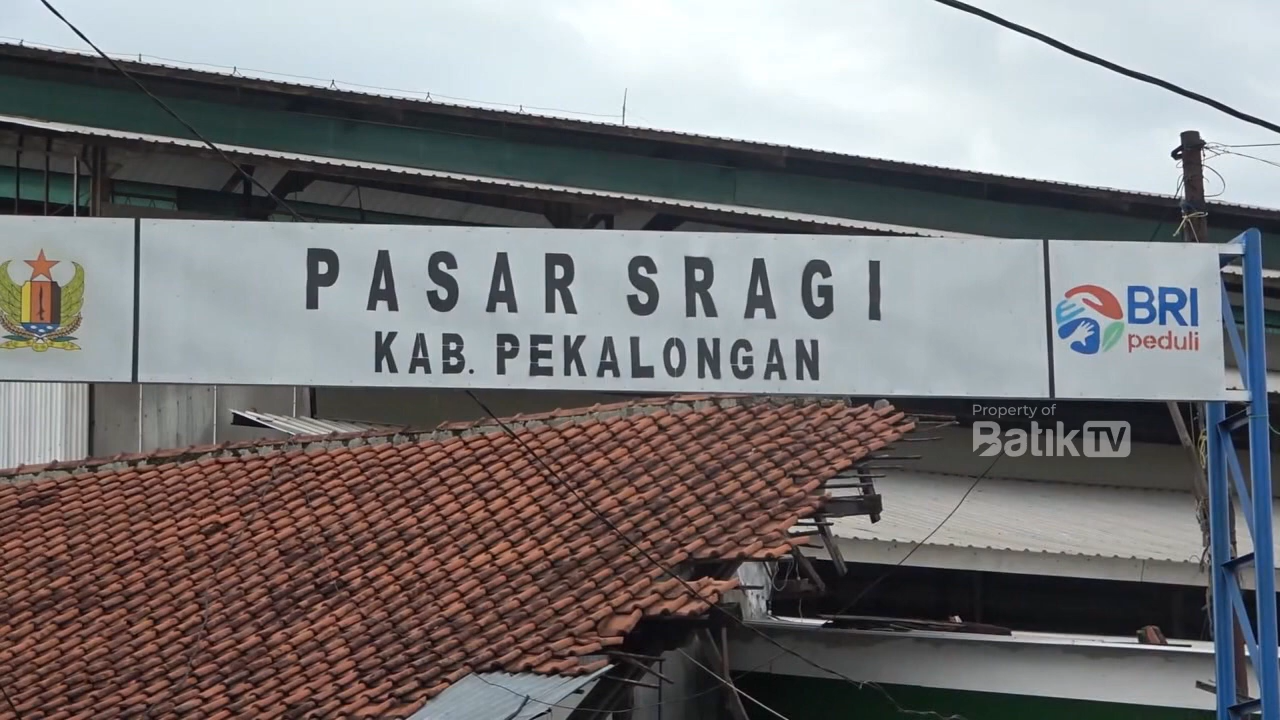 PASAR SRAGI
KAB. PEKALONGAN
BRI
peduli
Property of
BatikTV